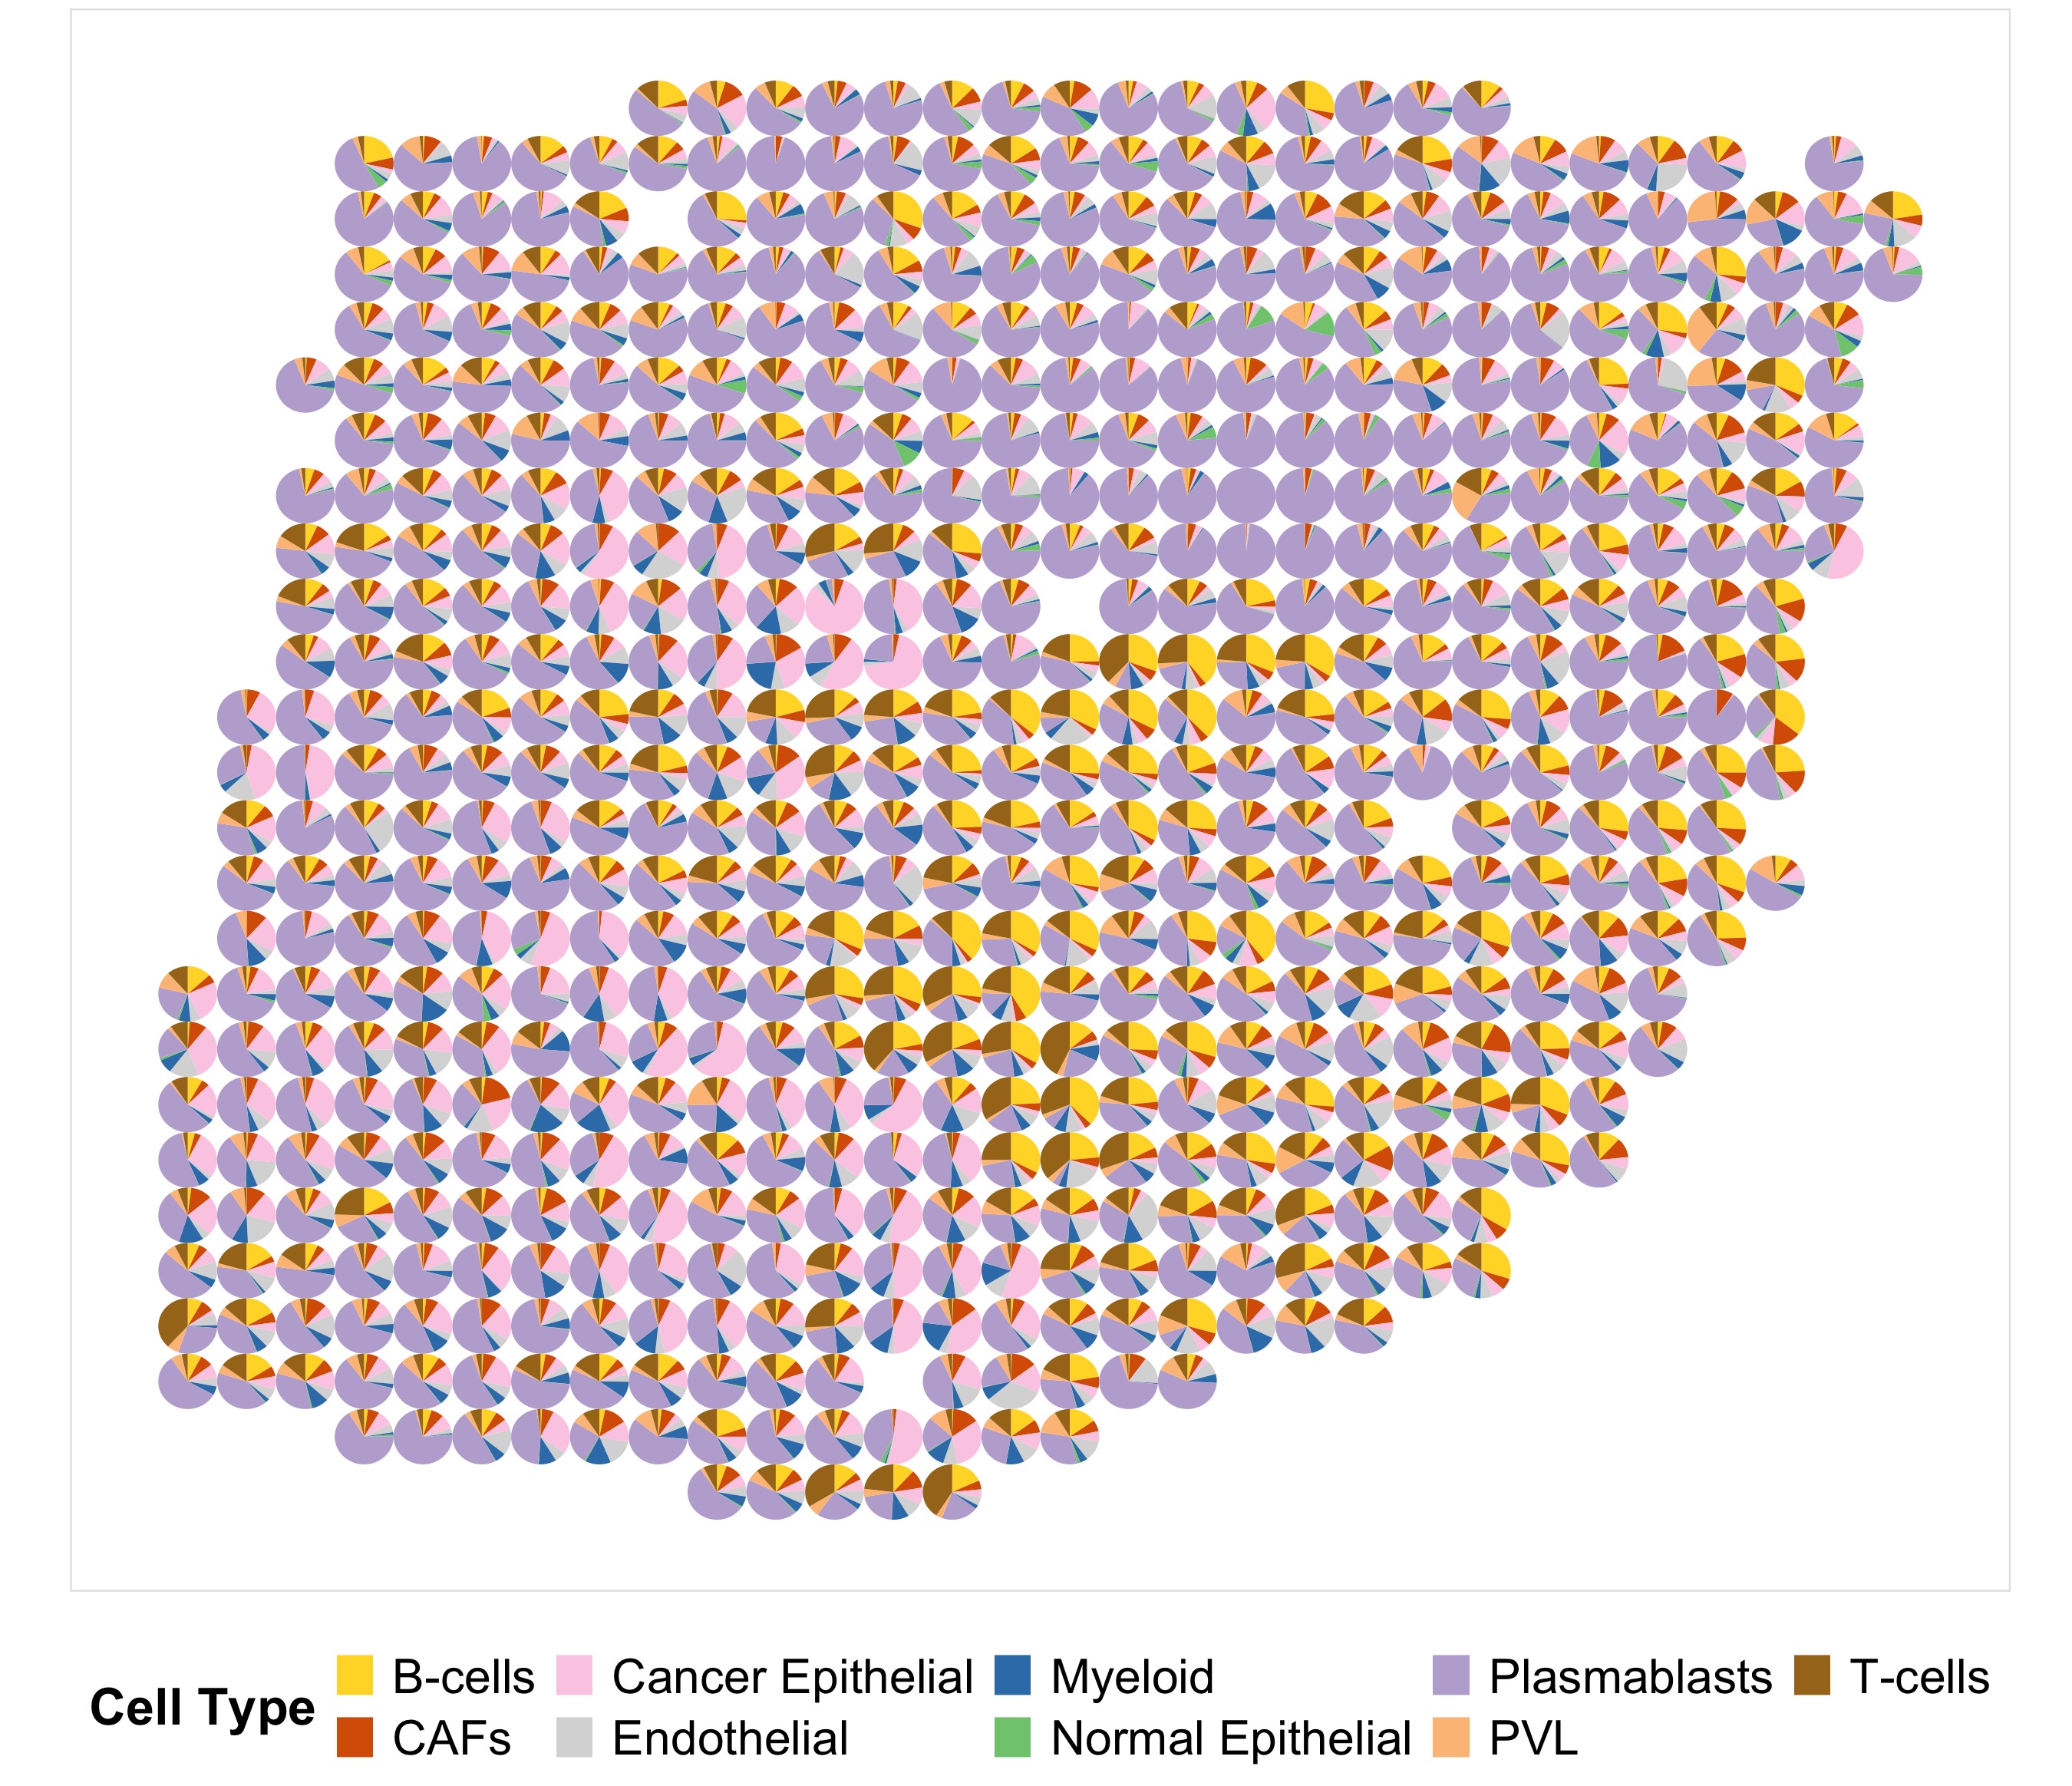 B-cells Cancer Epithelial Myeloid Plasmablasts T-cells
Cell Type
CAFs Endothelial Normal Epithelial PVL